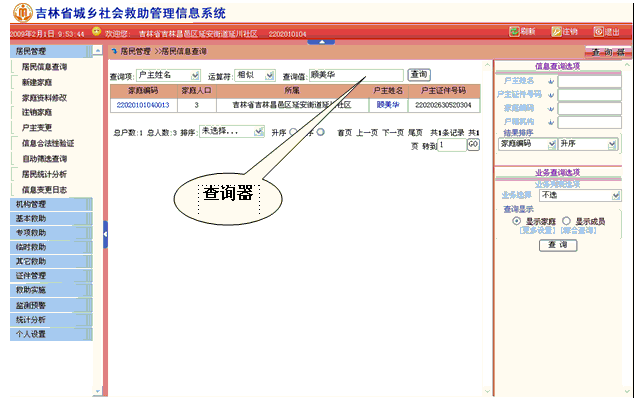 吉林省城乡社会救助管理信息系统
2009年2月1日 9:53:44 欢迎您: 吉林省吉林昌邑区延安街道延川社区 2202010104 刷新 注销 退出
居民管理
居民信息查询
新建家庭
家庭资料修改
注销家庭
户主变更
信息合法性验证
自助筛选查询
居民统计分析
信息变更日志
机构管理
基本救助
专项救助
临时救助
其它救助
证件管理
救助实施
监测预警
统计分析
个人设置
居民管理 >>居民信息查询
查询项: 户主姓名 运算符: 相似 查询值: 顾美华 查询
家庭编码 家庭人口 所属 户主姓名 户主证件号码
22020101040013 3 吉林省吉林昌邑区延安街道延川社区 顾美华 220202630520304
总户数:1 总人数:3 排序: 未选择... 升序 序 首页 上一页 下一页 尾页 共1条记录 共1
页 转到 1 GO
查询器
查 询 器
信息查询选项
户主姓名
户主证件号码
家庭编码
户籍机构
结果排序
家庭编码 升序
业务查询选项
业务列表选项
业务选择 不选
查询显示
显示家庭 显示成员
[更多设置] [综合查询]
查 询